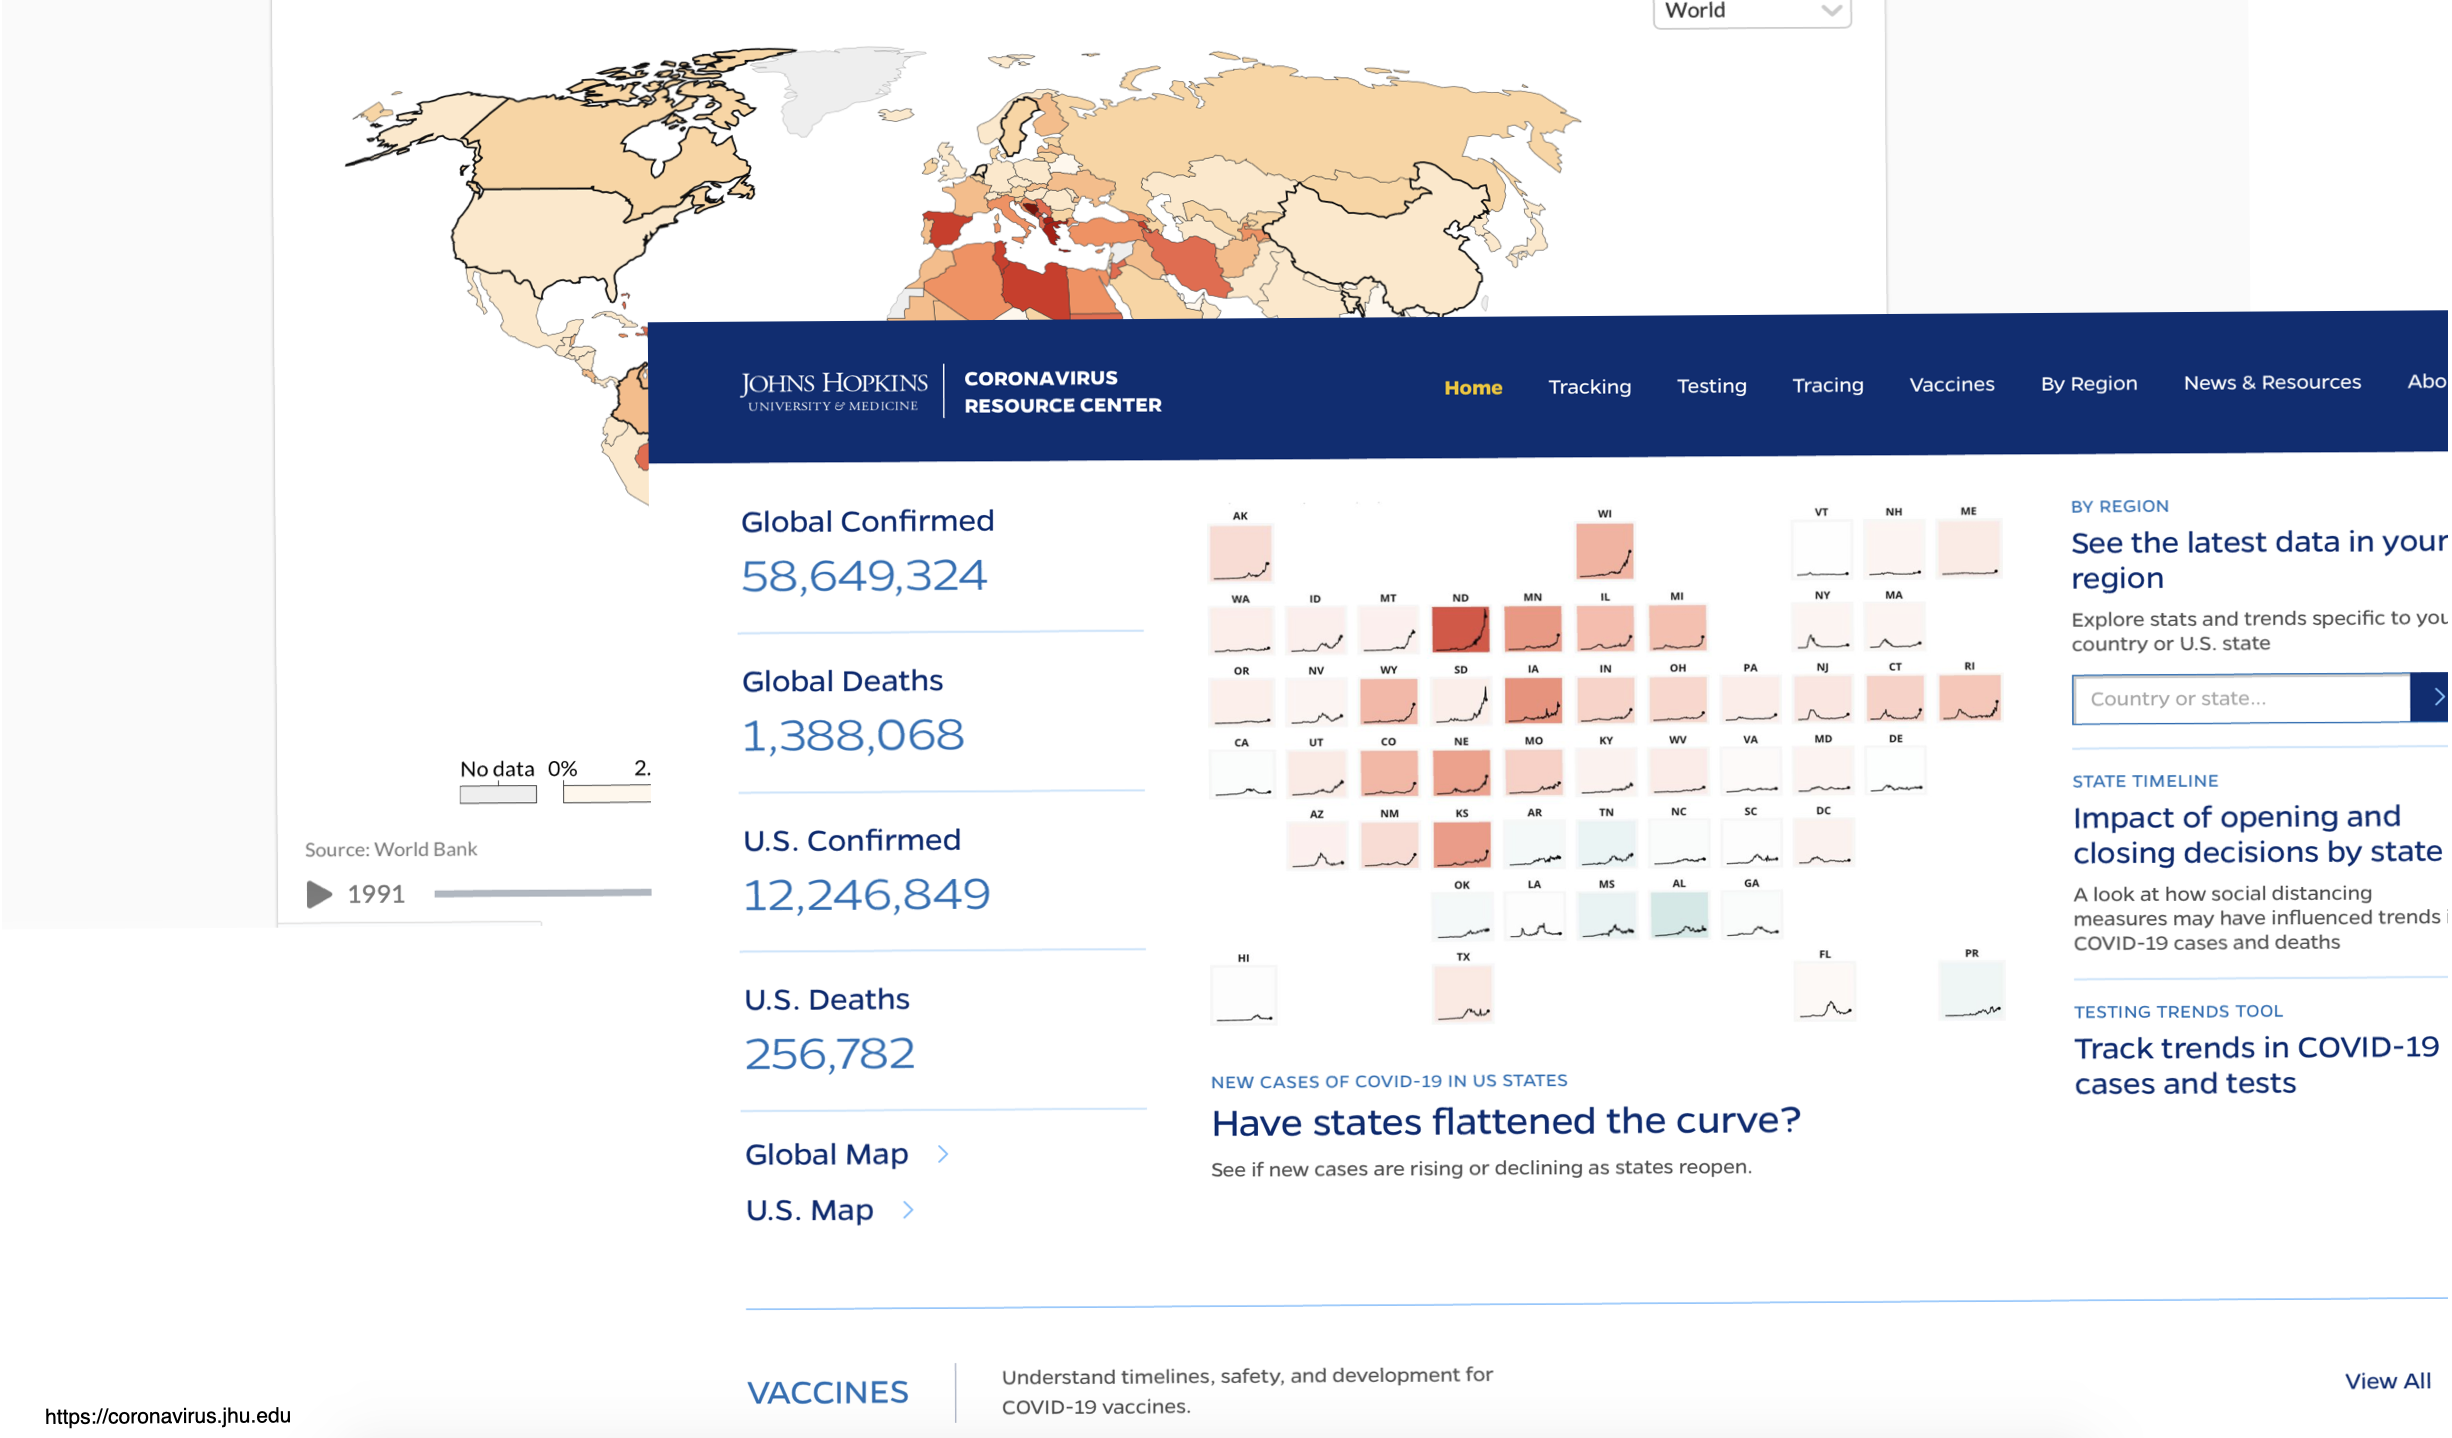 World
No data 0% 2.
Source: World Bank
1991
JOHNS HOPKINS
UNIVERSITY & MEDICINE
CORONAVIRUS
RESOURCE CENTER
Home Tracking Testing Tracing Vaccines By Region News & Resources Abo
Global Confirmed
58,649,324
Global Deaths
1,388,068
U.S. Confirmed
12,246,849
U.S. Deaths
256,782
Global Map
U.S. Map
AK WI VT NH ME
WA ID MT ND MN IL MI NY MA
OR NV WY SD IA IN OH PA NJ CT RI
CA UT CO NE MO KY WV VA MD DE
AZ NM KS AR TN NC SC DC
OK LA MS AL GA
HI TX FL PR
NEW CASES OF COVID-19 IN US STATES
Have states flattened the curve?
See if new cases are rising or declining as states reopen.
BY REGION
See the latest data in your
region
Explore stats and trends specific to you
country or U.S. state
Country or state...
STATE TIMELINE
Impact of opening and
closing decisions by state
A look at how social distancing
measures may have influenced trends i
COVID-19 cases and deaths
TESTING TRENDS TOOL
Track trends in COVID-19
cases and tests
VACCINES
Understand timelines, safety, and development for
COVID-19 vaccines.
View All
https://coronavirus.jhu.edu